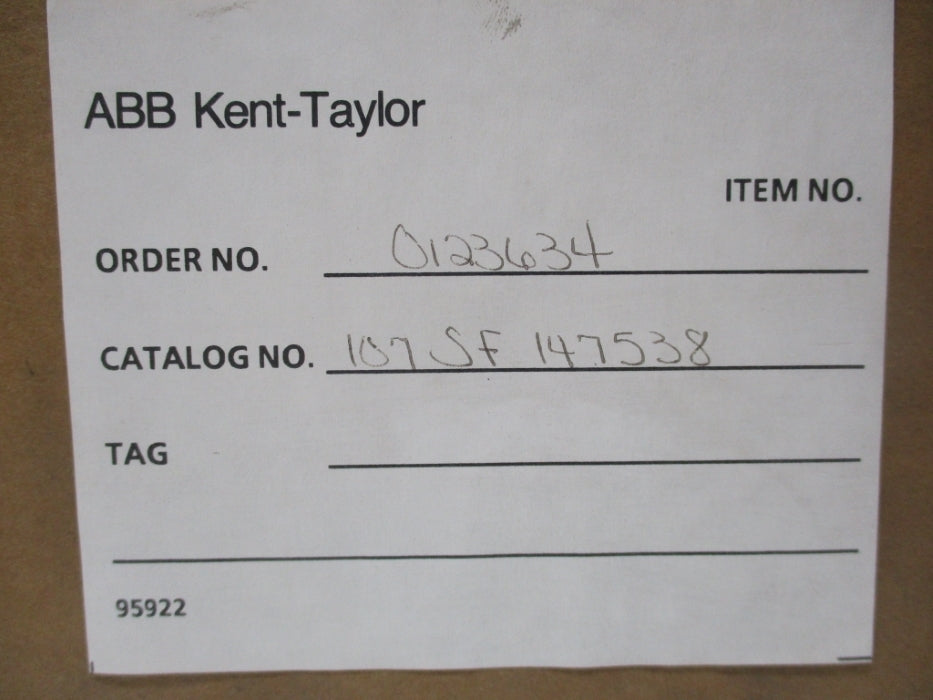 ABB Kent-Taylor
ITEM NO.
ORDER NO. 0123634
CATALOG NO. 107 SF 147538
TAG
95922